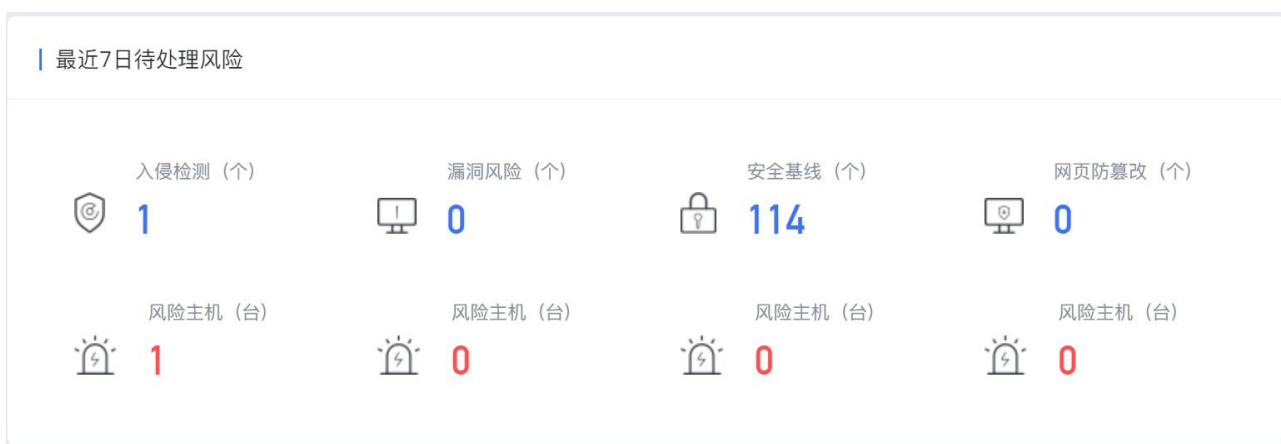 最近7日待处理风险
入侵检测（个） 漏洞风险（个） 安全基线（个） 网页防篡改（个）
1 0 114 0
风险主机（台） 风险主机（台） 风险主机（台） 风险主机（台）
1 0 0 0